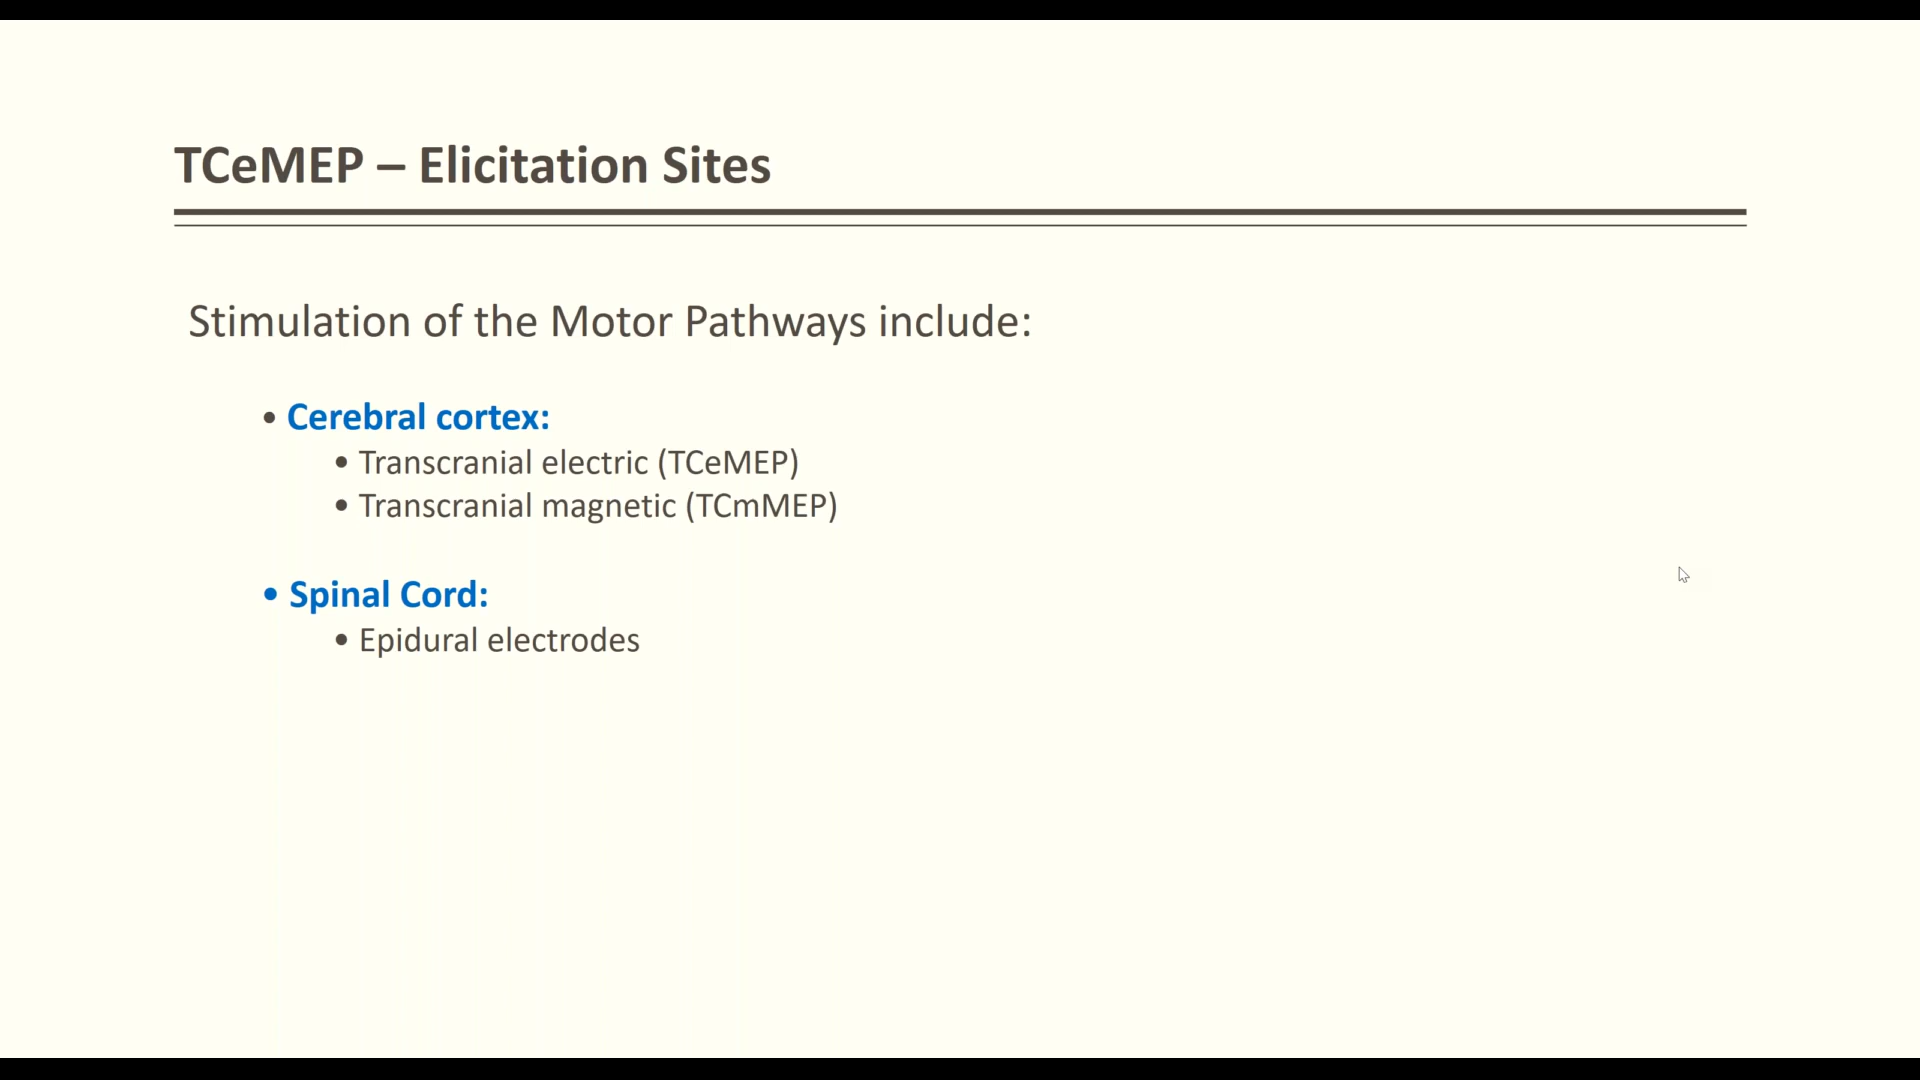 TCeMEP – Elicitation Sites
Stimulation of the Motor Pathways include:
• Cerebral cortex:
• Transcranial electric (TCeMEP)
• Transcranial magnetic (TCmMEP)
• Spinal Cord:
• Epidural electrodes